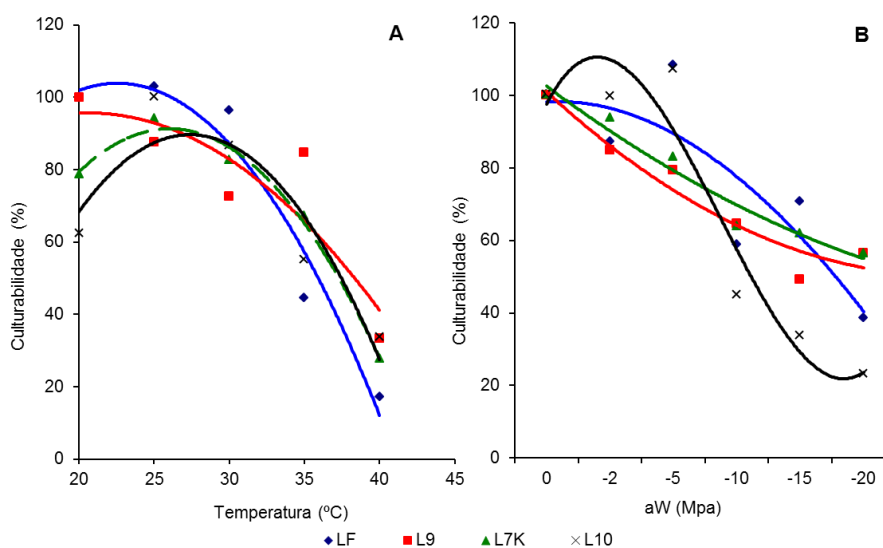 A
120
100
80
60
40
20
0
Culturabilidade (%)
20 25 30 35 40 45
Temperatura (ºC)
B
120
100
80
60
40
20
0
Culturabilidade (%)
0 -2 -5 -10 -15 -20
aW (Mpa)
LF L9 L7K L10